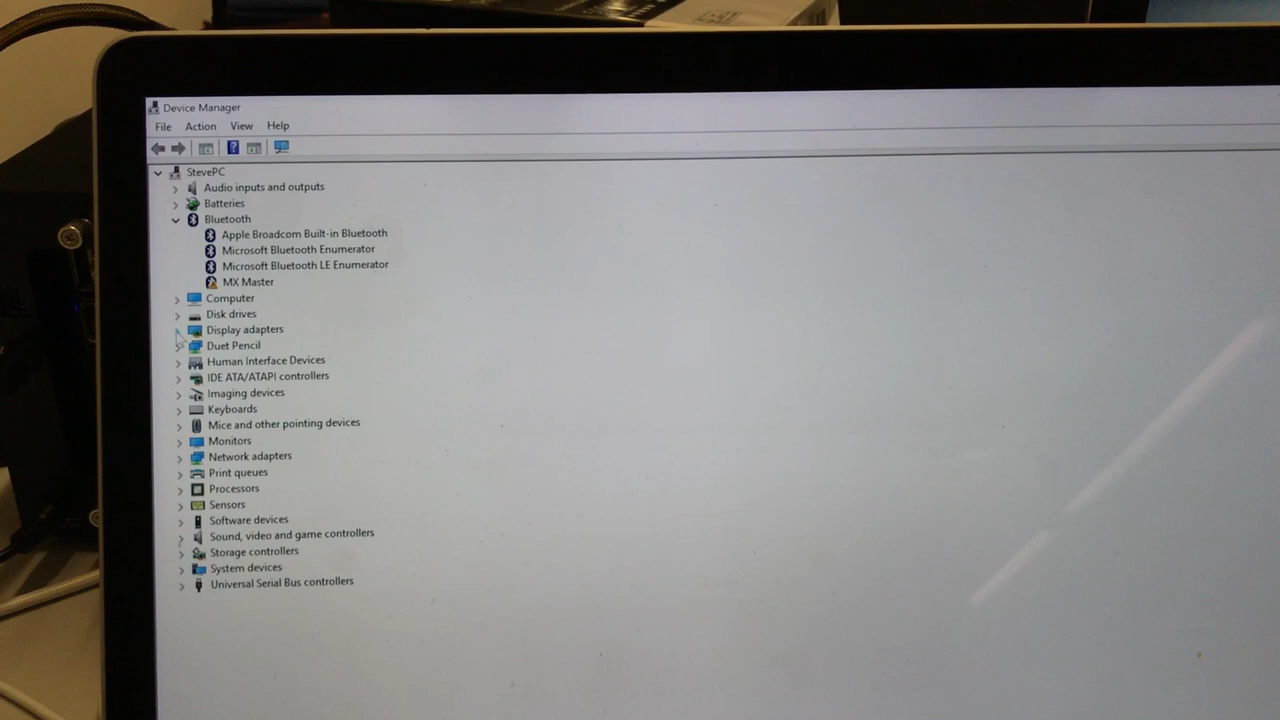 Device Manager
File Action View Help
StevePC
Audio inputs and outputs
Batteries
Bluetooth
Apple Broadcom Built-in Bluetooth
Microsoft Bluetooth Enumerator
Microsoft Bluetooth LE Enumerator
MX Master
Computer
Disk drives
Display adapters
Duet Pencil
Human Interface Devices
IDE ATA/ATAPI controllers
Imaging devices
Keyboards
Mice and other pointing devices
Monitors
Network adapters
Print queues
Processors
Sensors
Software devices
Sound, video and game controllers
Storage controllers
System devices
Universal Serial Bus controllers